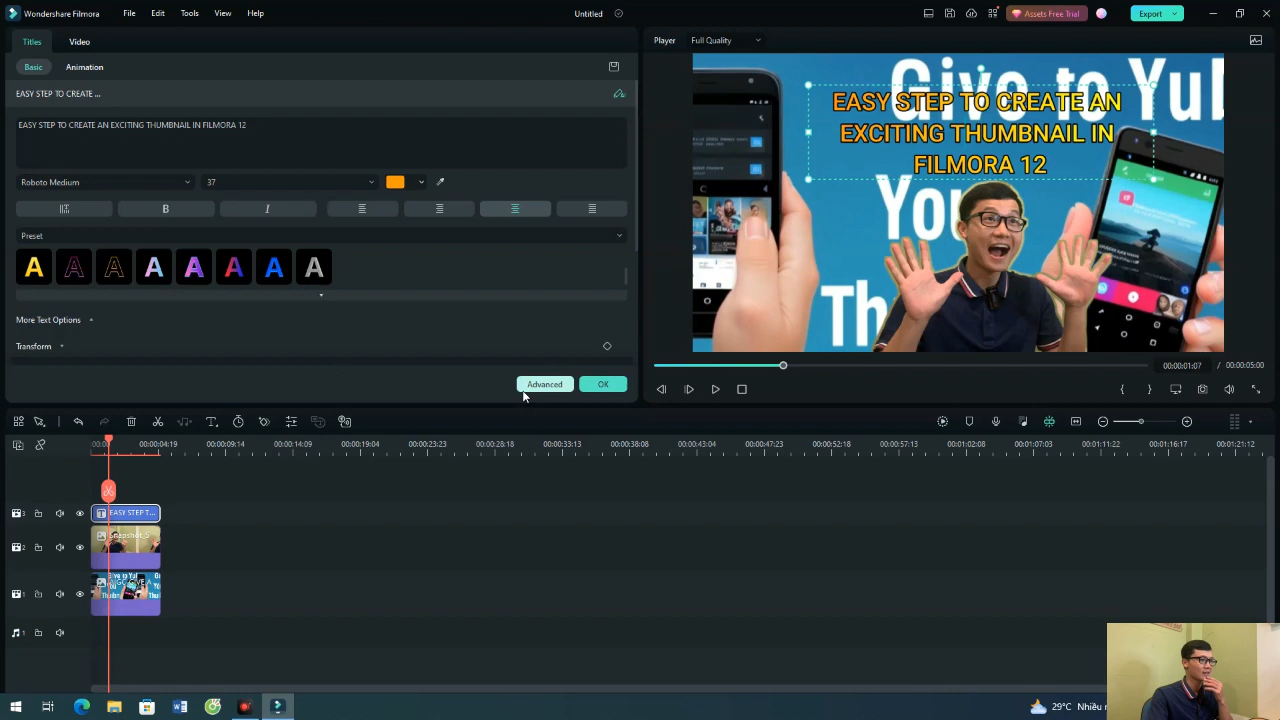 Wondershare Filmora
File
Edit
Tools
View
Help
Untitled
Assets Free Trial
Export
Titles
Video
Player
Full Quality
Basic
Animation
EASY STEP TO CREATE ...
EASY STEP TO CREATE AN EXCITING THUMBNAIL IN FILMORA 12
Roboto Medium
37
B
I
Preset
A A A A A A A A
More Text Options
Transform
Advanced
OK
Give to Yu
You
Th
EASY STEP TO CREATE AN
EXCITING THUMBNAIL IN
FILMORA 12
00:00:01:07 / 00:00:05:00
00:00:04:19
00:00:09:14
00:00:14:09
00:00:19:04
00:00:23:23
00:00:28:18
00:00:33:13
00:00:38:08
00:00:43:04
00:00:47:23
00:00:52:18
00:00:57:13
00:01:02:08
00:01:07:03
00:01:11:22
00:01:16:17
00:01:21:12
3
EASY STEP T...
2
Snapshot_5
1
1
29°C